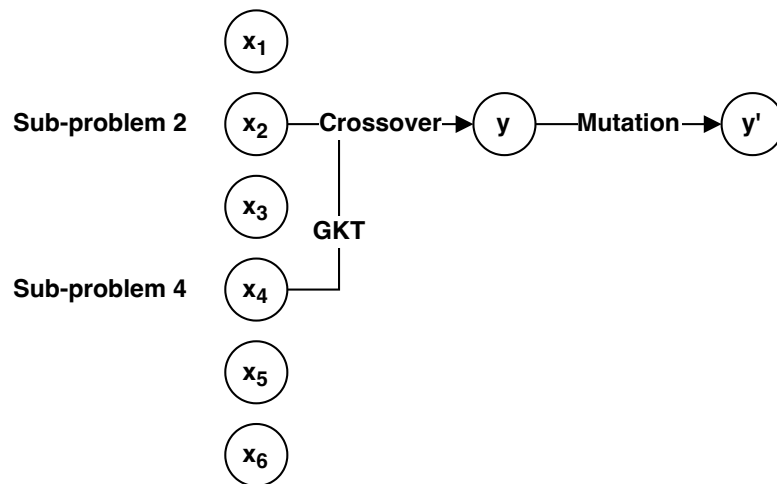 x1
Sub-problem 2 x2 Crossover y Mutation y'
x3
GKT
Sub-problem 4 x4
x5
x6